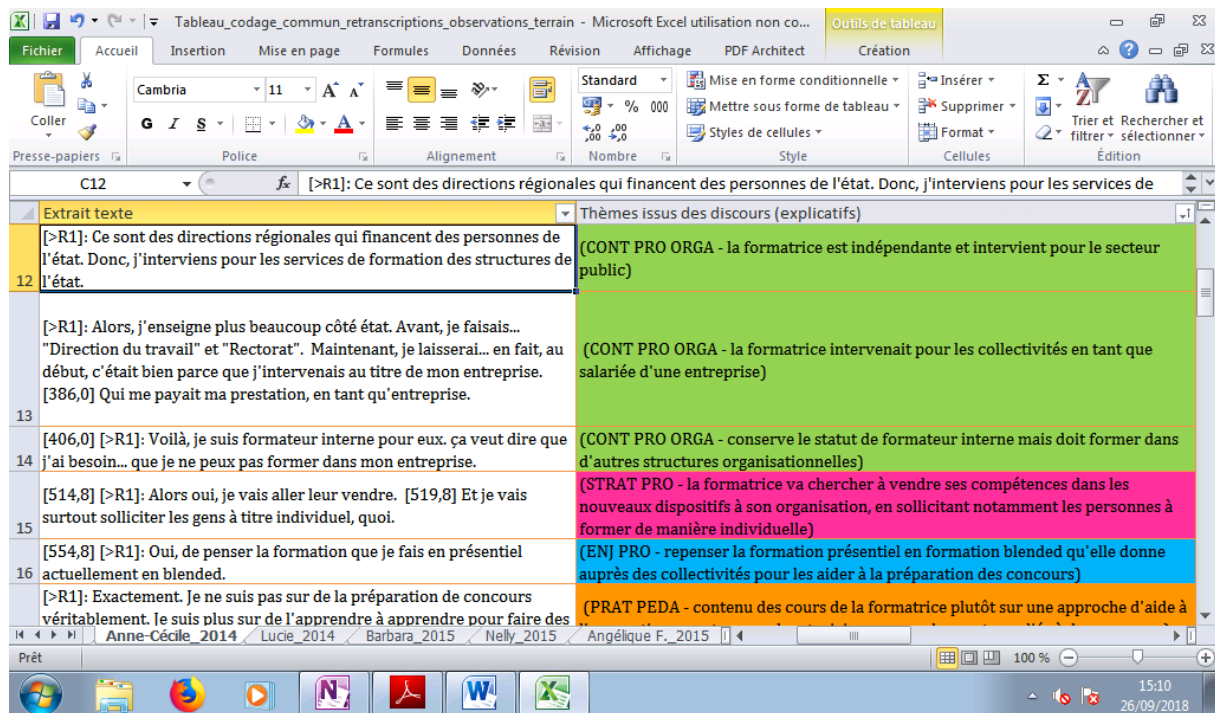 Tableau_codage_commun_retranscriptions_observations_terrain - Microsoft Excel utilisation non co...
Outils de tableau
Fichier Accueil Insertion Mise en page Formules Données Révision Affichage PDF Architect Création
Coller
Presse-papiers
Cambria 11
G I S
Police
Alignement
Standard
% 000
Nombre
Mise en forme conditionnelle
Mettre sous forme de tableau
Styles de cellules
Style
Insérer
Supprimer
Format
Cellules
Trier et filtrer
Rechercher et sélectionner
Édition
C12 fx [>R1]: Ce sont des directions régionales qui financent des personnes de l'état. Donc, j'interviens pour les services de
Extrait texte Thèmes issus des discours (explicatifs)
12
[>R1]: Ce sont des directions régionales qui financent des personnes de
l'état. Donc, j'interviens pour les services de formation des structures de
l'état.
(CONT PRO ORGA - la formatrice est indépendante et intervient pour le secteur
public)
13
[>R1]: Alors, j'enseigne plus beaucoup côté état. Avant, je faisais...
"Direction du travail" et "Rectorat".  Maintenant, je laisserai... en fait, au
début, c'était bien parce que j'intervenais au titre de mon entreprise.
[386,0] Qui me payait ma prestation, en tant qu'entreprise.
(CONT PRO ORGA - la formatrice intervenait pour les collectivités en tant que
salariée d'une entreprise)
14
[406,0] [>R1]: Voilà, je suis formateur interne pour eux. ça veut dire que
j'ai besoin... que je ne peux pas former dans mon entreprise.
(CONT PRO ORGA - conserve le statut de formateur interne mais doit former dans
d'autres structures organisationnelles)
15
[514,8] [>R1]: Alors oui, je vais aller leur vendre.  [519,8] Et je vais
surtout solliciter les gens à titre individuel, quoi.
(STRAT PRO - la formatrice va chercher à vendre ses compétences dans les
nouveaux dispositifs à son organisation, en sollicitant notamment les personnes à
former de manière individuelle)
16
[554,8] [>R1]: Oui, de penser la formation que je fais en présentiel
actuellement en blended.
(ENJ PRO - repenser la formation présentiel en formation blended qu'elle donne
auprès des collectivités pour les aider à la préparation des concours)
[>R1]: Exactement. Je ne suis pas sur de la préparation de concours
véritablement. Je suis plus sur de l'apprendre à apprendre pour faire des
(PRAT PEDA - contenu des cours de la formatrice plutôt sur une approche d'aide à
Anne-Cécile_2014 Lucie_2014 Barbara_2015 Nelly_2015 Angélique F._2015
Prêt 100 %
15:10
26/09/2018